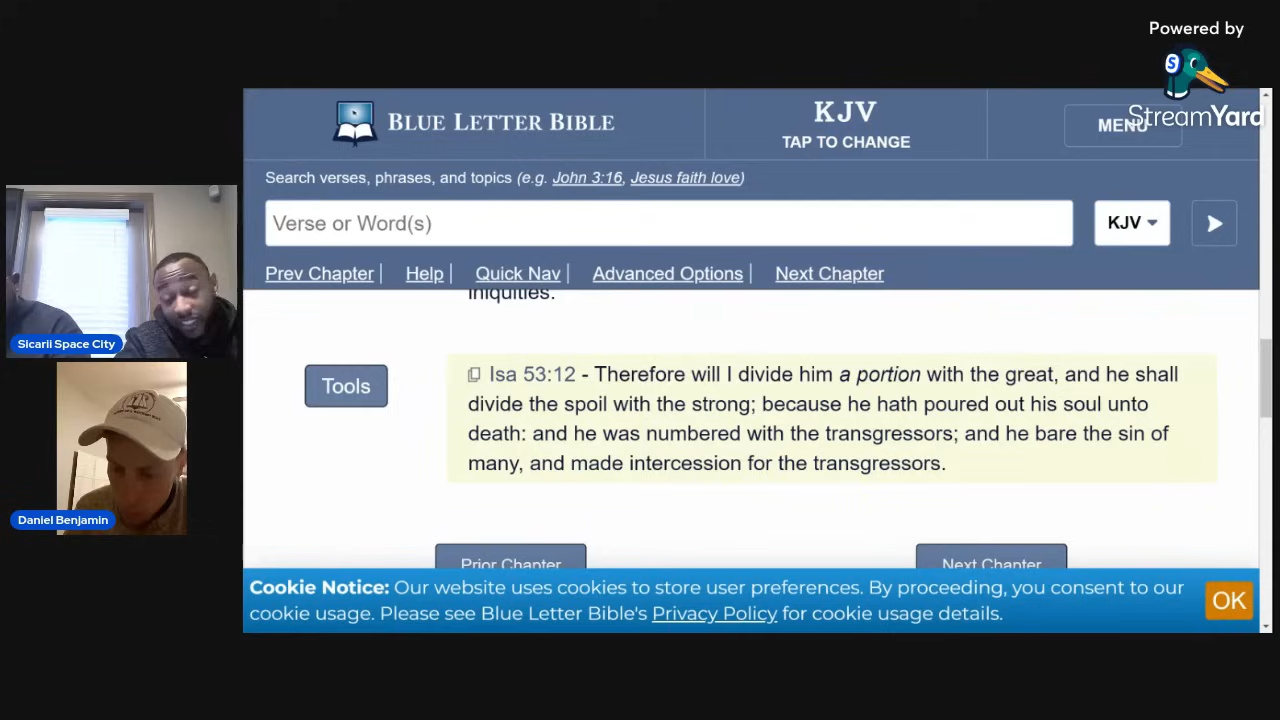 Powered by
StreamYard
BLUE LETTER BIBLE
KJV
TAP TO CHANGE
MENU
Search verses, phrases, and topics (e.g. John 3:16, Jesus faith love)
Verse or Word(s)
KJV
Prev Chapter | Help | Quick Nav | Advanced Options | Next Chapter
iniquities.
Tools
Isa 53:12 - Therefore will I divide him a portion with the great, and he shall
divide the spoil with the strong; because he hath poured out his soul unto
death: and he was numbered with the transgressors; and he bare the sin of
many, and made intercession for the transgressors.
Prior Chapter
Next Chapter
Cookie Notice: Our website uses cookies to store user preferences. By proceeding, you consent to our
cookie usage. Please see Blue Letter Bible's Privacy Policy for cookie usage details.
OK
Sicarii Space City
Daniel Benjamin